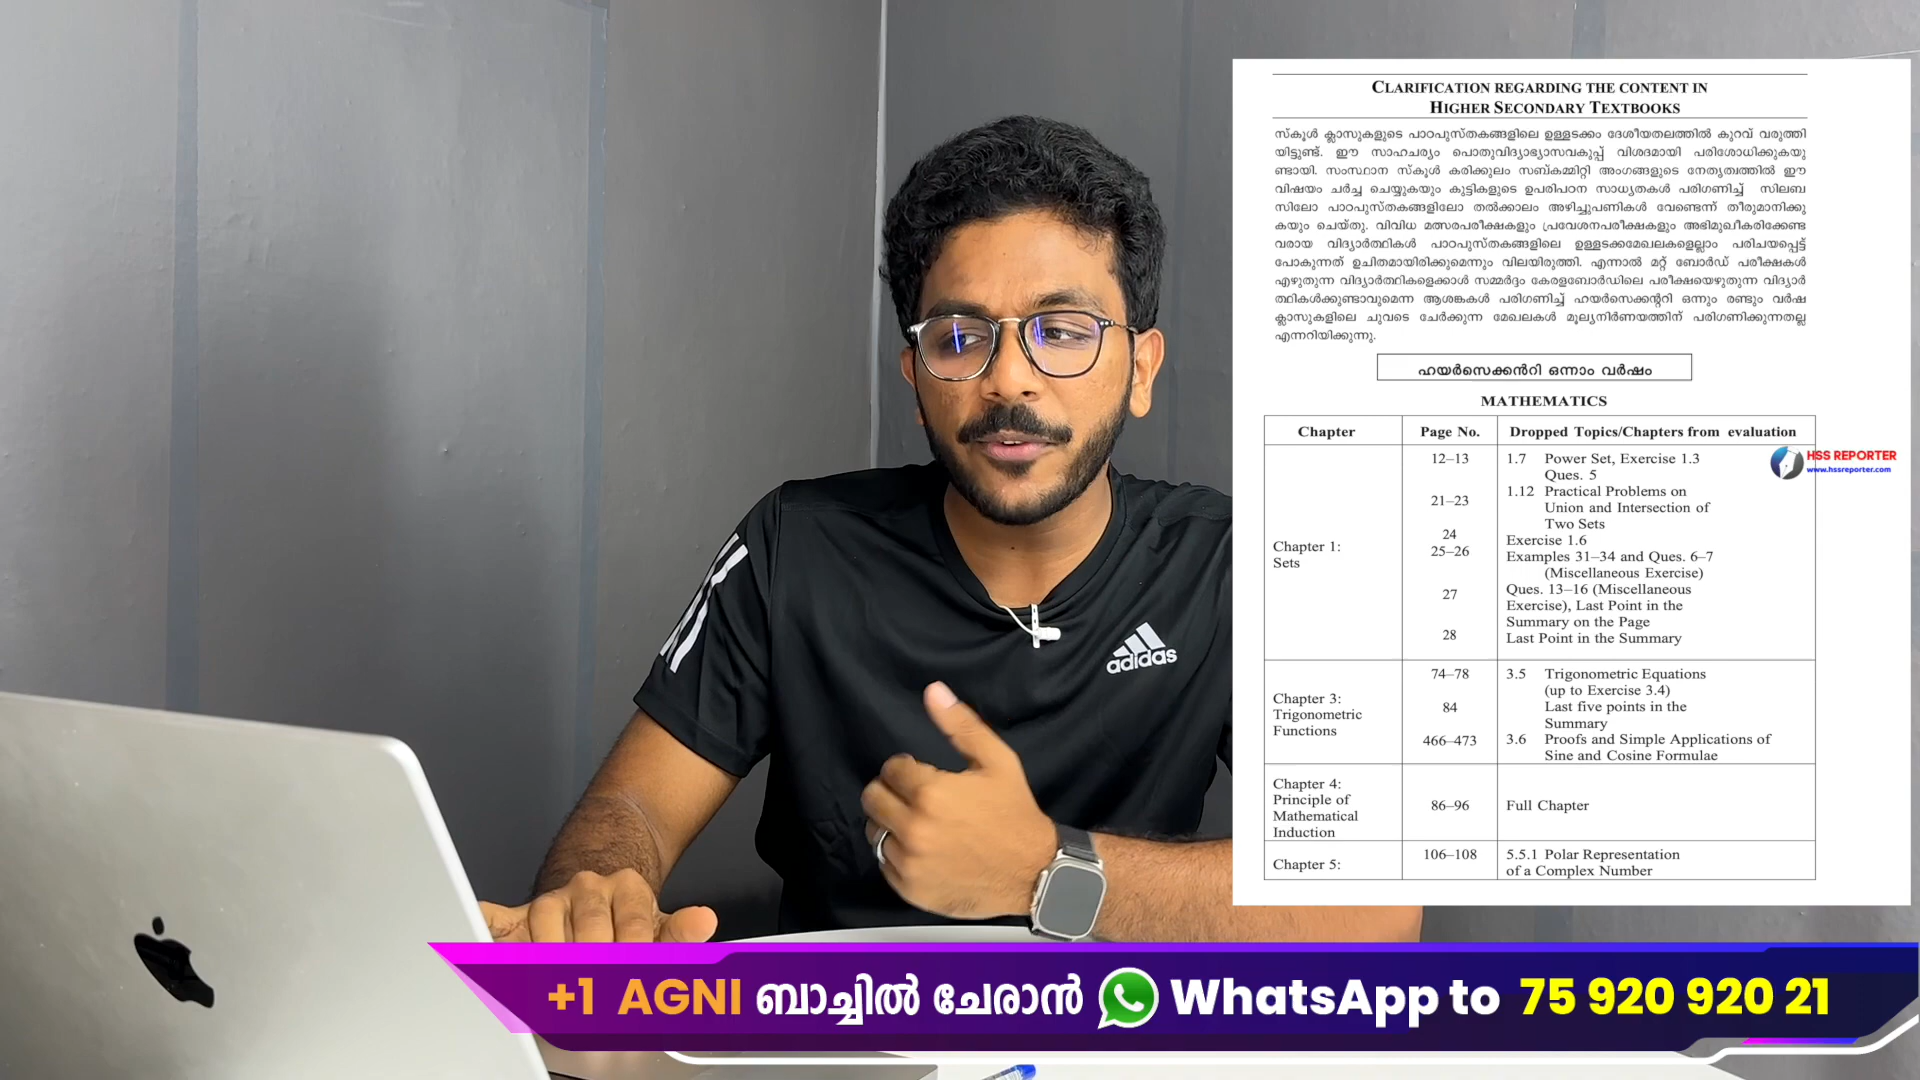 CLARIFICATION REGARDING THE CONTENT IN
HIGHER SECONDARY TEXTBOOKS
സ്കൂൾ ക്ലാസുകളുടെ പാഠപുസ്തകങ്ങളിലെ ഉള്ളടക്കം ദേശീയതലത്തിൽ കുറവ് വരുത്തി
യിട്ടുണ്ട്. ഈ സാഹചര്യം പൊതുവിദ്യാഭ്യാസവകുപ്പ് വിശദമായി പരിശോധിക്കുകയു
ണ്ടായി. സംസ്ഥാന സ്കൂൾ കരിക്കുലം സബ്കമ്മിറ്റി അംഗങ്ങളുടെ നേതൃത്വത്തിൽ ഈ
വിഷയം ചർച്ച ചെയ്യുകയും കുട്ടികളുടെ ഉപരിപഠന സാധ്യതകൾ പരിഗണിച്ച് സിലബ
സിലോ പാഠപുസ്തകങ്ങളിലോ തൽക്കാലം അഴിച്ചുപണികൾ വേണ്ടെന്ന് തീരുമാനിക്കു
കയും ചെയ്തു. വിവിധ മത്സരപരീക്ഷകളും പ്രവേശനപരീക്ഷകളും അഭിമുഖീകരിക്കേണ്ട
വരായ വിദ്യാർത്ഥികൾ പാഠപുസ്തകങ്ങളിലെ ഉള്ളടക്കമേഖലകളെല്ലാം പരിചയപ്പെട്ട്
പോകുന്നത് ഉചിതമായിരിക്കുമെന്നും വിലയിരുത്തി. എന്നാൽ മറ്റ് ബോർഡ് പരീക്ഷകൾ
എഴുതുന്ന വിദ്യാർത്ഥികളെക്കാൾ സമ്മർദ്ദം കേരളബോർഡിലെ പരീക്ഷയെഴുതുന്ന വിദ്യാർ
ത്ഥികൾക്കുണ്ടാവുമെന്ന ആശങ്കകൾ പരിഗണിച്ച് ഹയർസെക്കന്ററി ഒന്നും രണ്ടും വർഷ
ക്ലാസുകളിലെ ചുവടെ ചേർക്കുന്ന മേഖലകൾ മൂല്യനിർണയത്തിന് പരിഗണിക്കുന്നതല്ല
എന്നറിയിക്കുന്നു.
ഹയർസെക്കൻറി ഒന്നാം വർഷം
MATHEMATICS
Chapter Page No. Dropped Topics/Chapters from evaluation
HSS REPORTER
www.hssreporter.com
12–13 1.7 Power Set, Exercise 1.3
Ques. 5
21–23 1.12 Practical Problems on
Union and Intersection of
Two Sets
24 Exercise 1.6
Chapter 1:
Sets
25–26 Examples 31–34 and Ques. 6–7
(Miscellaneous Exercise)
27 Ques. 13–16 (Miscellaneous
Exercise), Last Point in the
Summary on the Page
28 Last Point in the Summary
74–78 3.5 Trigonometric Equations
(up to Exercise 3.4)
Chapter 3:
Trigonometric
Functions
84 Last five points in the
Summary
466–473 3.6 Proofs and Simple Applications of
Sine and Cosine Formulae
Chapter 4:
Principle of
Mathematical
Induction
86–96 Full Chapter
Chapter 5:
106–108 5.5.1 Polar Representation
of a Complex Number
adidas
+1 AGNI ബാച്ചിൽ ചേരാൻ WhatsApp to 75 920 920 21